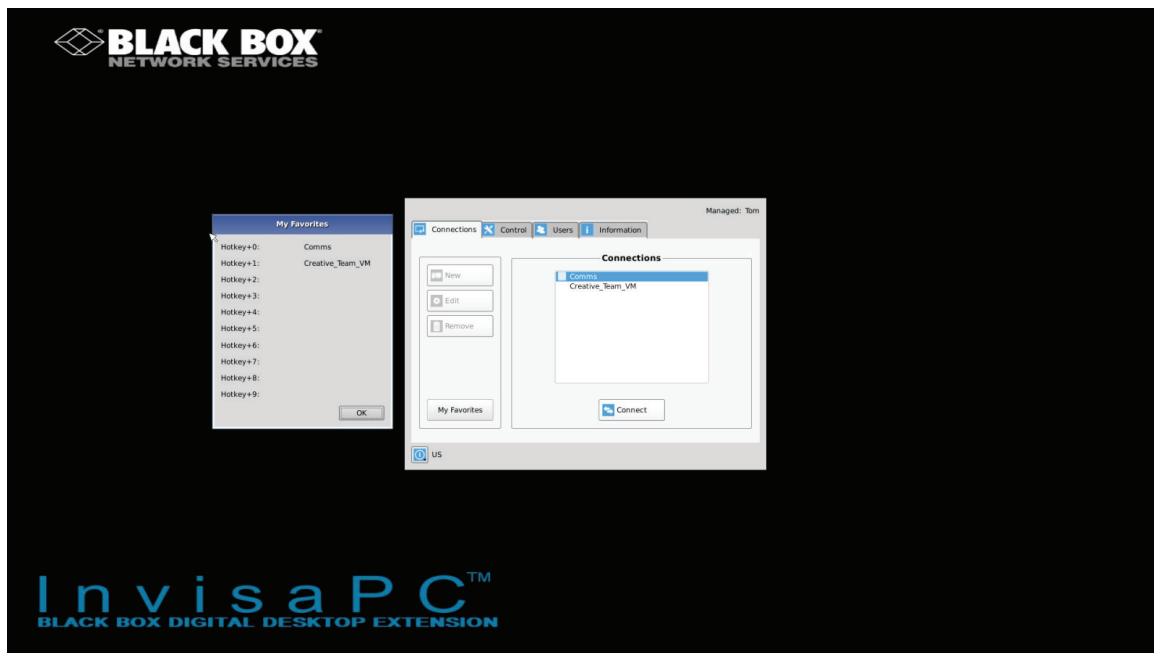 BLACK BOX
NETWORK SERVICES
My Favorites
Hotkey+0: Comms
Hotkey+1: Creative_Team_VM
Hotkey+2:
Hotkey+3:
Hotkey+4:
Hotkey+5:
Hotkey+6:
Hotkey+7:
Hotkey+8:
Hotkey+9:
OK
Managed: Tom
Connections Control Users Information
New
Edit
Remove
My Favorites
Connections
Comms
Creative_Team_VM
Connect
US
InvisaPC™
BLACK BOX DIGITAL DESKTOP EXTENSION